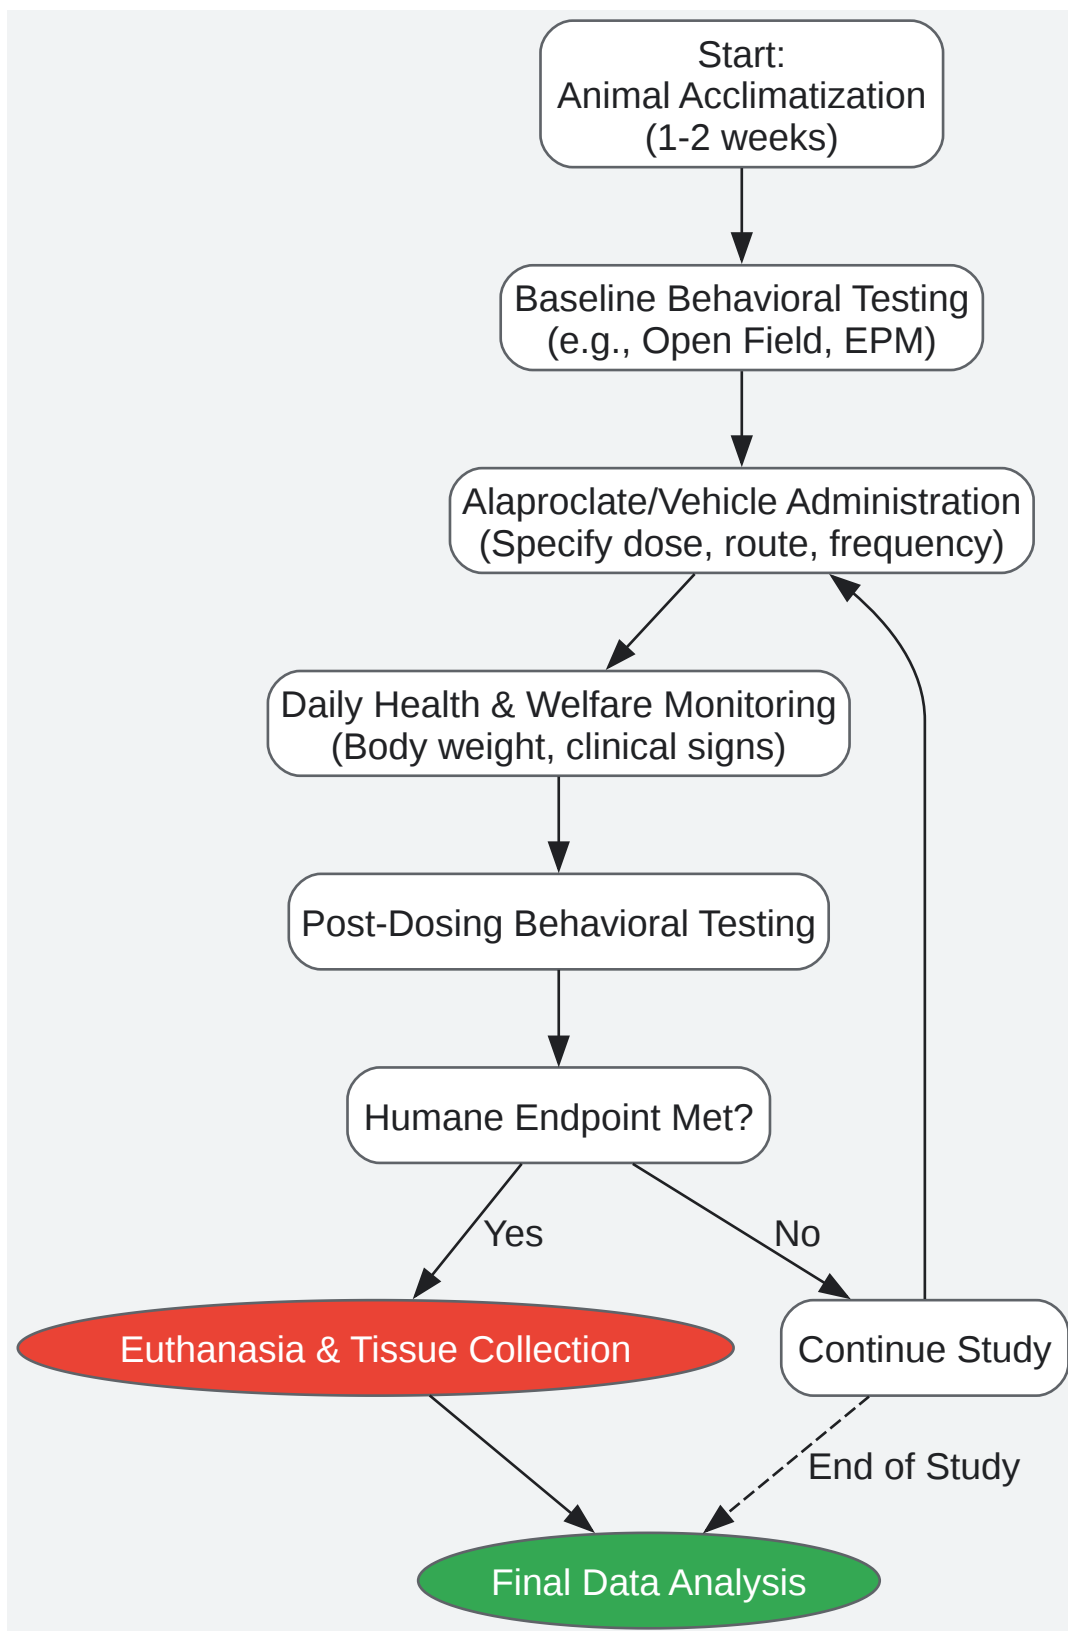 Start:
Animal Acclimatization
(1-2 weeks)
Baseline Behavioral Testing
(e.g., Open Field, EPM)
Alaproclate/Vehicle Administration
(Specify dose, route, frequency)
Daily Health & Welfare Monitoring
(Body weight, clinical signs)
Post-Dosing Behavioral Testing
Humane Endpoint Met?
Yes
No
Euthanasia & Tissue Collection
Continue Study
End of Study
Final Data Analysis